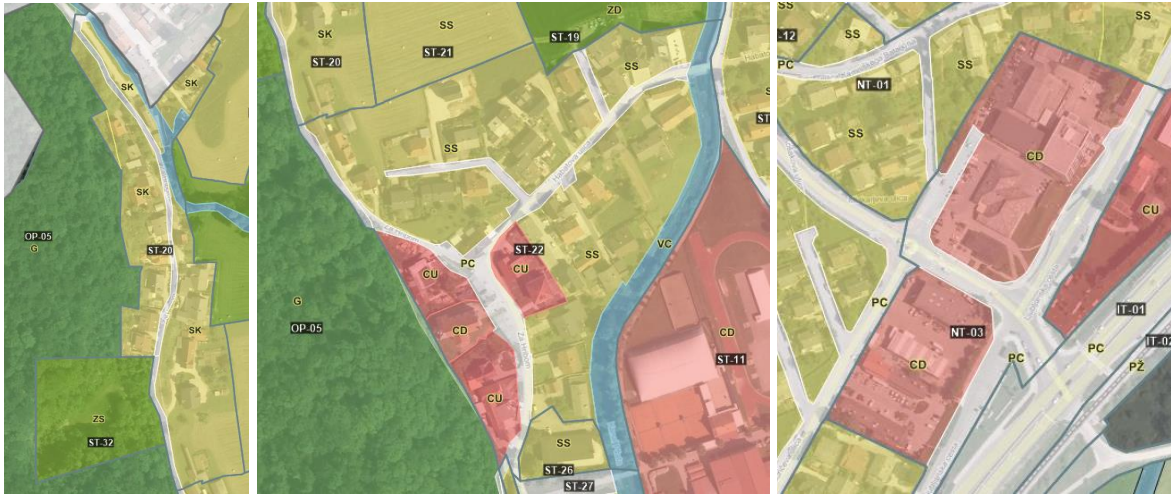 SK
SK
SK
OP-05
G
ST-20
SK
ZS
ST-32
ZD
SS
SK
ST-19
ST-20
ST-21
SS
SS
PC
ST-22
CU
CU
SS
VC
G
OP-05
CD
CD
ST-11
CU
SS
ST-26
ST-27
SS
SS
-12
SS
PC
NT-01
SS
SS
CD
CU
PC
IT-01
NT-03
IT-02
PC
PC
PŽ
CD